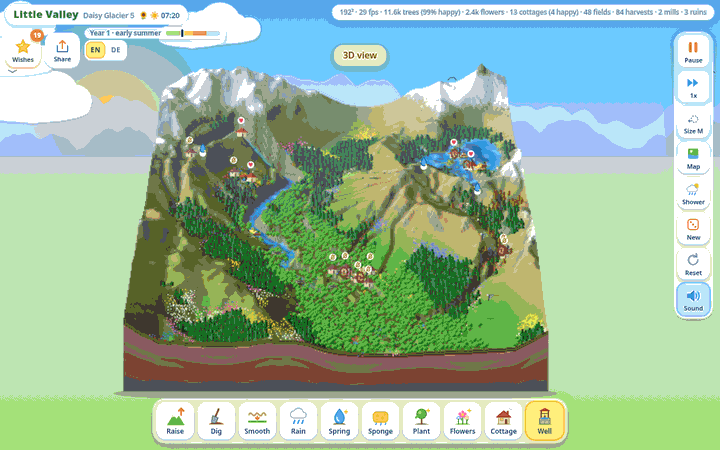 Little Valley Daisy Glacier 5 07:20
192² · 29 fps · 11.6k trees (99% happy) · 2.4k flowers · 13 cottages (4 happy) · 48 fields · 84 harvests · 2 mills · 3 ruins
Year 1 · early summer
19
Wishes
Share
EN DE
3D view
Pause
1x
Size M
Map
Shower
New
Reset
Sound
Raise Dig Smooth Rain Spring Sponge Plant Flowers Cottage Well